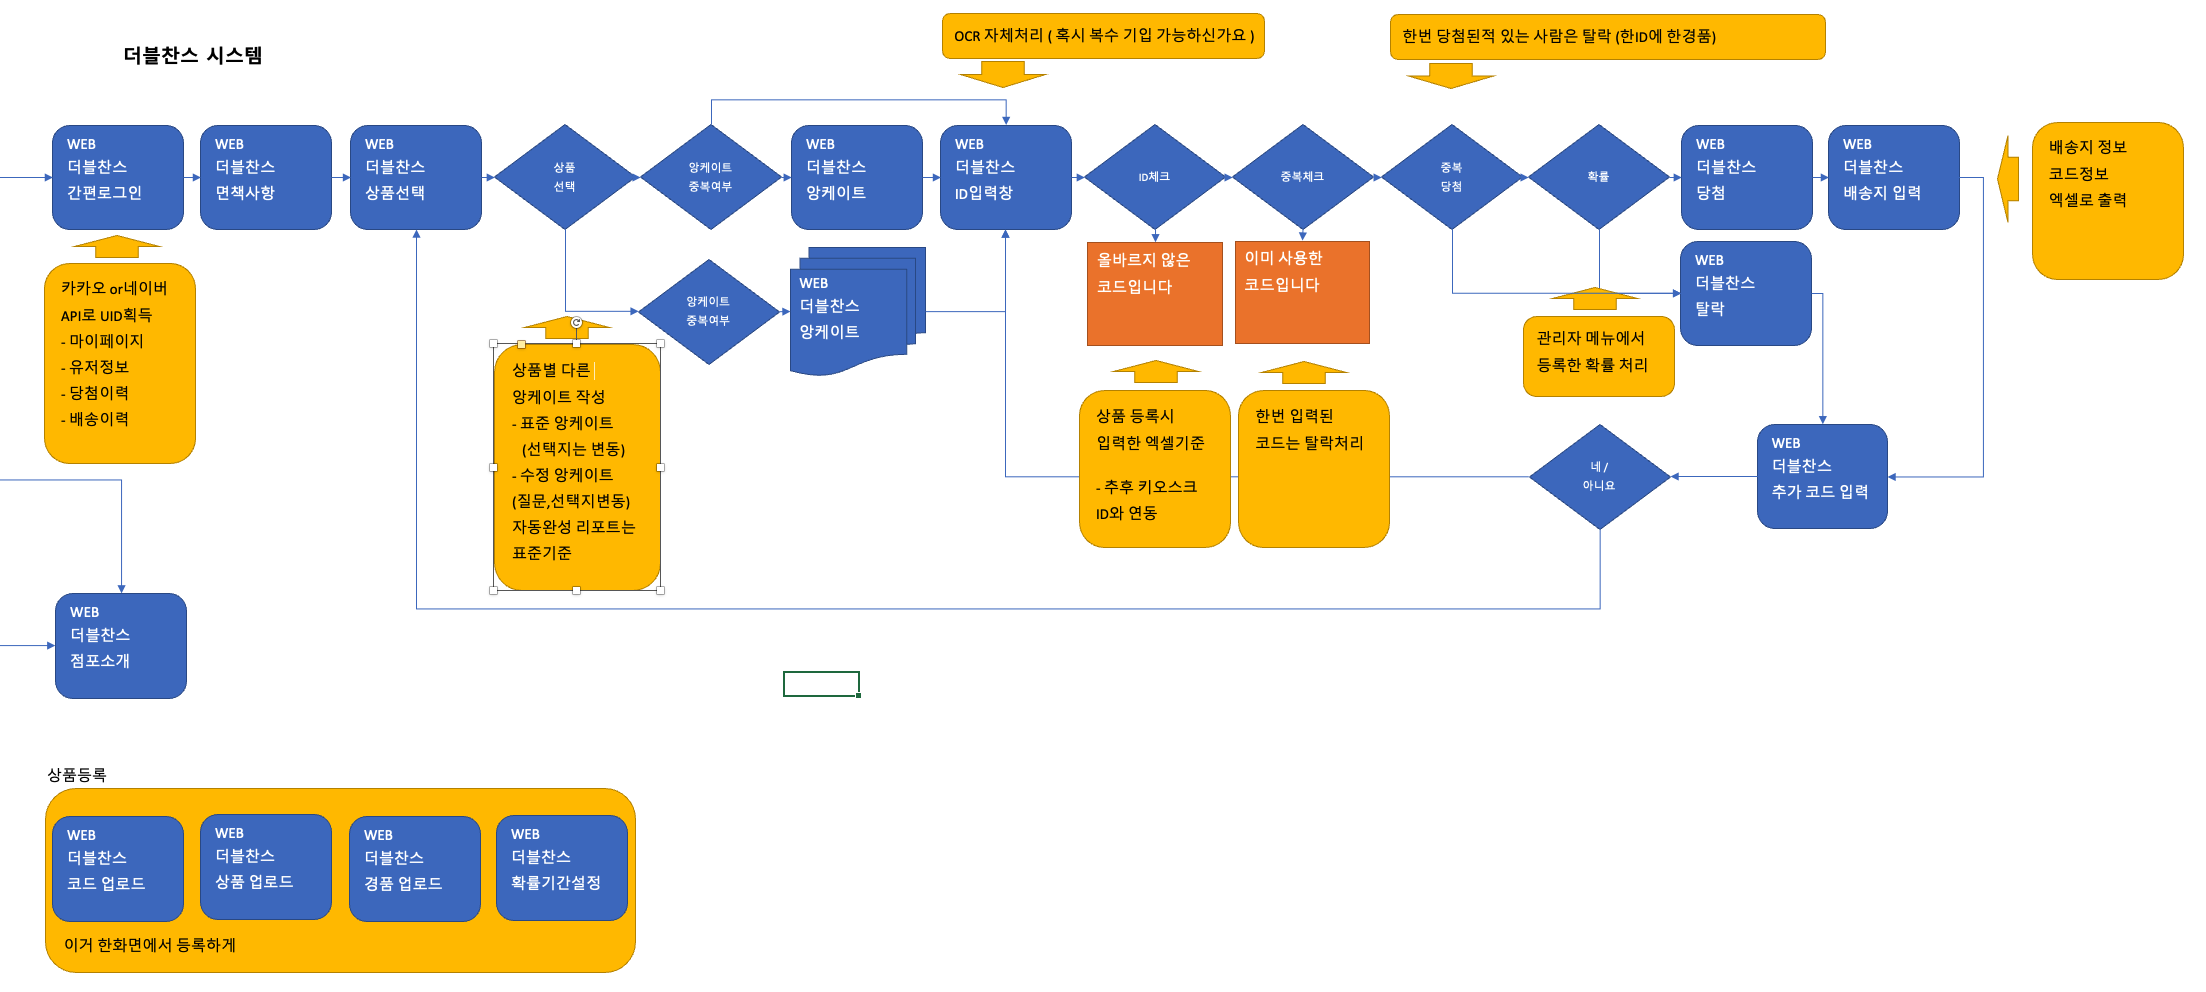 더블찬스 시스템
OCR 자체처리 ( 혹시 복수 기입 가능하신가요 )
한번 당첨된적 있는 사람은 탈락 (한ID에 한경품)
WEB
더블찬스
간편로그인
WEB
더블찬스
면책사항
WEB
더블찬스
상품선택
상품
선택
앙케이트
중복여부
WEB
더블찬스
앙케이트
WEB
더블찬스
ID입력창
ID체크
중복체크
중복
당첨
확률
WEB
더블찬스
당첨
WEB
더블찬스
배송지 입력
배송지 정보
코드정보
엑셀로 출력
카카오 or네이버
API로 UID획득
- 마이페이지
- 유저정보
- 당첨이력
- 배송이력
앙케이트
중복여부
WEB
더블찬스
앙케이트
올바르지 않은
코드입니다
이미 사용한
코드입니다
WEB
더블찬스
탈락
관리자 메뉴에서
등록한 확률 처리
상품별 다른
앙케이트 작성
- 표준 앙케이트
(선택지는 변동)
- 수정 앙케이트
(질문,선택지변동)
자동완성 리포트는
표준기준
상품 등록시
입력한 엑셀기준
- 추후 키오스크
ID와 연동
한번 입력된
코드는 탈락처리
네 /
아니요
WEB
더블찬스
추가 코드 입력
WEB
더블찬스
점포소개
상품등록
WEB
더블찬스
코드 업로드
WEB
더블찬스
상품 업로드
WEB
더블찬스
경품 업로드
WEB
더블찬스
확률기간설정
이거 한화면에서 등록하게